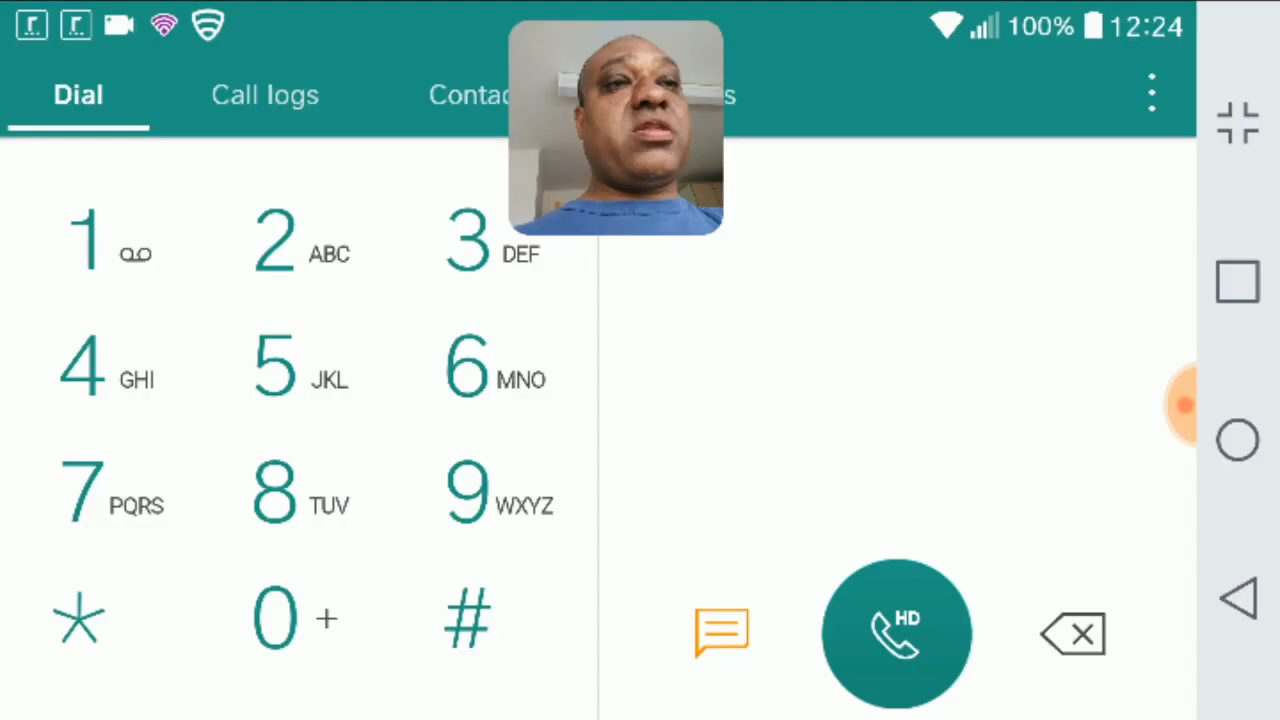 100% 12:24
Dial Call logs Contac s
1 2 ABC 3 DEF
4 GHI 5 JKL 6 MNO
7 PQRS 8 TUV 9 WXYZ
* 0 + #
HD